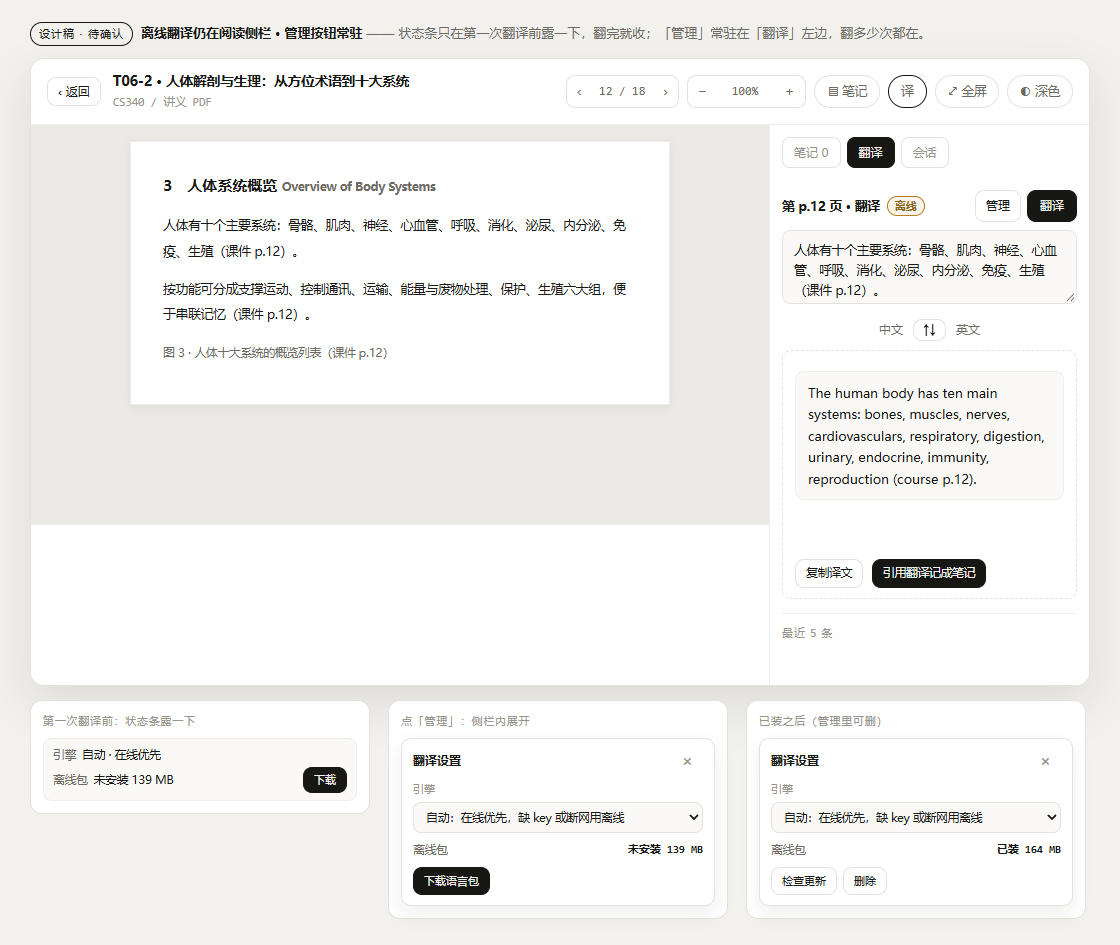 设计稿 · 待确认 离线翻译仍在阅读侧栏 • 管理按钮常驻 —— 状态条只在第一次翻译前露一下，翻完就收；「管理」常驻在「翻译」左边，翻多少次都在。
‹ 返回
T06-2 • 人体解剖与生理：从方位术语到十大系统
CS340 / 讲义 PDF
‹ 12 / 18 ›
− 100% +
▤ 笔记
译
⤢ 全屏
◐ 深色
3 人体系统概览 Overview of Body Systems
人体有十个主要系统：骨骼、肌肉、神经、心血管、呼吸、消化、泌尿、内分泌、免
疫、生殖（课件 p.12）。
按功能可分成支撑运动、控制通讯、运输、能量与废物处理、保护、生殖六大组，便
于串联记忆（课件 p.12）。
图 3 · 人体十大系统的概览列表（课件 p.12）
笔记 0 翻译 会话
第 p.12 页 • 翻译 离线 管理 翻译
人体有十个主要系统：骨骼、肌肉、神经、心血
管、呼吸、消化、泌尿、内分泌、免疫、生殖
（课件 p.12）。
中文 ⇅ 英文
The human body has ten main
systems: bones, muscles, nerves,
cardiovasculars, respiratory, digestion,
urinary, endocrine, immunity,
reproduction (course p.12).
复制译文 引用翻译记成笔记
最近 5 条
第一次翻译前：状态条露一下
引擎 自动 · 在线优先
离线包 未安装 139 MB 下载
点「管理」：侧栏内展开
翻译设置 ×
引擎
自动：在线优先，缺 key 或断网用离线
离线包 未安装 139 MB
下载语言包
已装之后（管理里可删）
翻译设置 ×
引擎
自动：在线优先，缺 key 或断网用离线
离线包 已装 164 MB
检查更新 删除